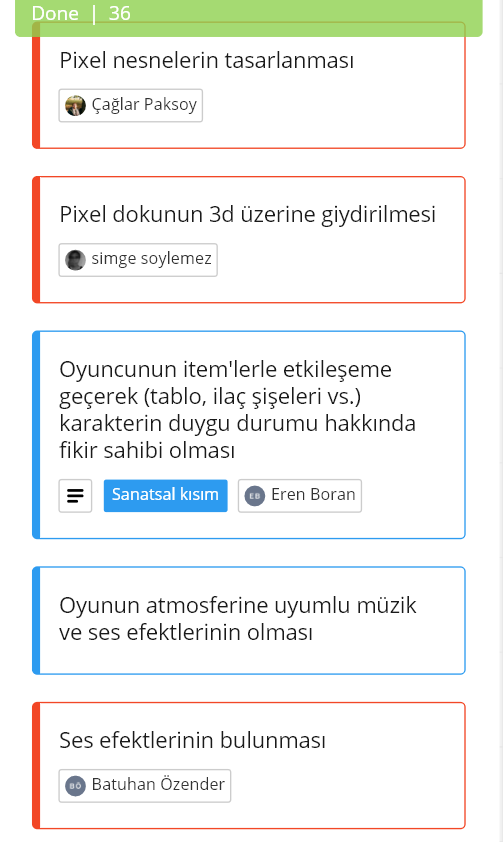 Done | 36
Pixel nesnelerin tasarlanması
Çağlar Paksoy
Pixel dokunun 3d üzerine giydirilmesi
simge soylemez
Oyuncunun item'lerle etkileşeme
geçerek (tablo, ilaç şişeleri vs.)
karakterin duygu durumu hakkında
fikir sahibi olması
Sanatsal kısım
EB Eren Boran
Oyunun atmosferine uyumlu müzik
ve ses efektlerinin olması
Ses efektlerinin bulunması
BÖ Batuhan Özender